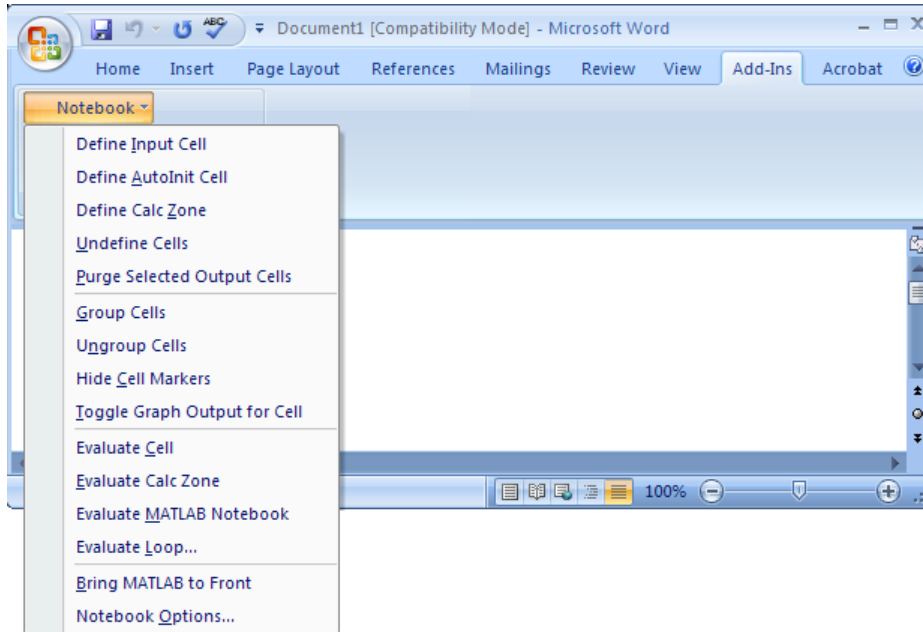 ABC
Document1 [Compatibility Mode] - Microsoft Word
Home Insert Page Layout References Mailings Review View Add-Ins Acrobat
Notebook
Define Input Cell
Define AutoInit Cell
Define Calc Zone
Undefine Cells
Purge Selected Output Cells
Group Cells
Ungroup Cells
Hide Cell Markers
Toggle Graph Output for Cell
Evaluate Cell
Evaluate Calc Zone
Evaluate MATLAB Notebook
Evaluate Loop...
Bring MATLAB to Front
Notebook Options...
100%